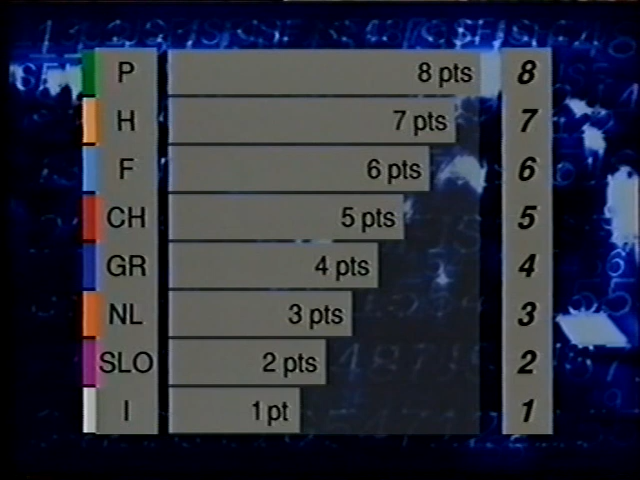 P 8 pts 8
H 7 pts 7
F 6 pts 6
CH 5 pts 5
GR 4 pts 4
NL 3 pts 3
SLO 2 pts 2
I 1 pt 1